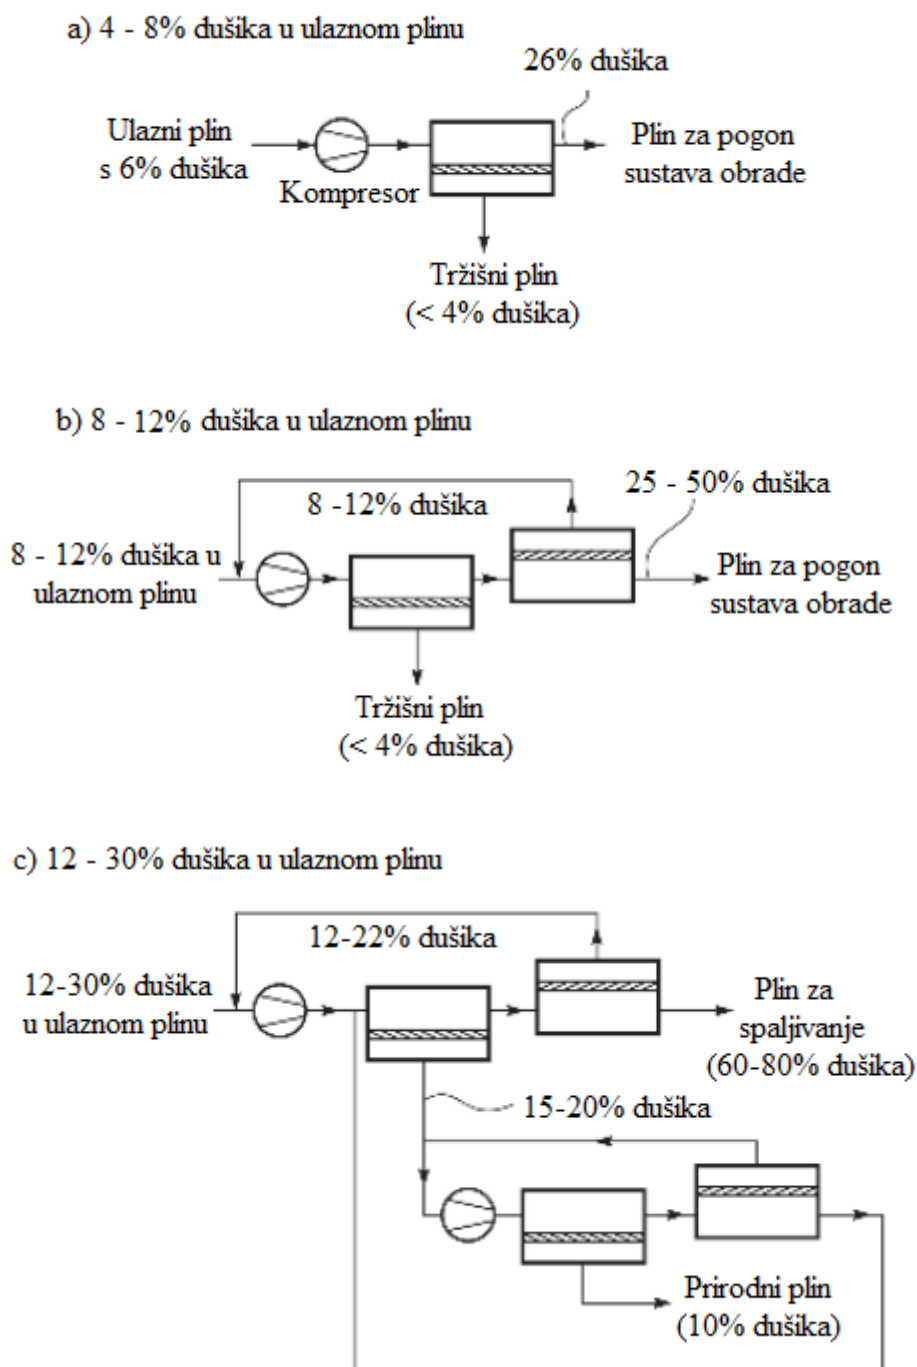 a) 4 - 8% dušika u ulaznom plinu
26% dušika
Ulazni plin
s 6% dušika
Kompresor
Plin za pogon
sustava obrade
Tržišni plin
(< 4% dušika)
b) 8 - 12% dušika u ulaznom plinu
8 -12% dušika
25 - 50% dušika
8 - 12% dušika u
ulaznom plinu
Plin za pogon
sustava obrade
Tržišni plin
(< 4% dušika)
c) 12 - 30% dušika u ulaznom plinu
12-22% dušika
12-30% dušika
u ulaznom plinu
Plin za
spaljivanje
(60-80% dušika)
15-20% dušika
Prirodni plin
(10% dušika)